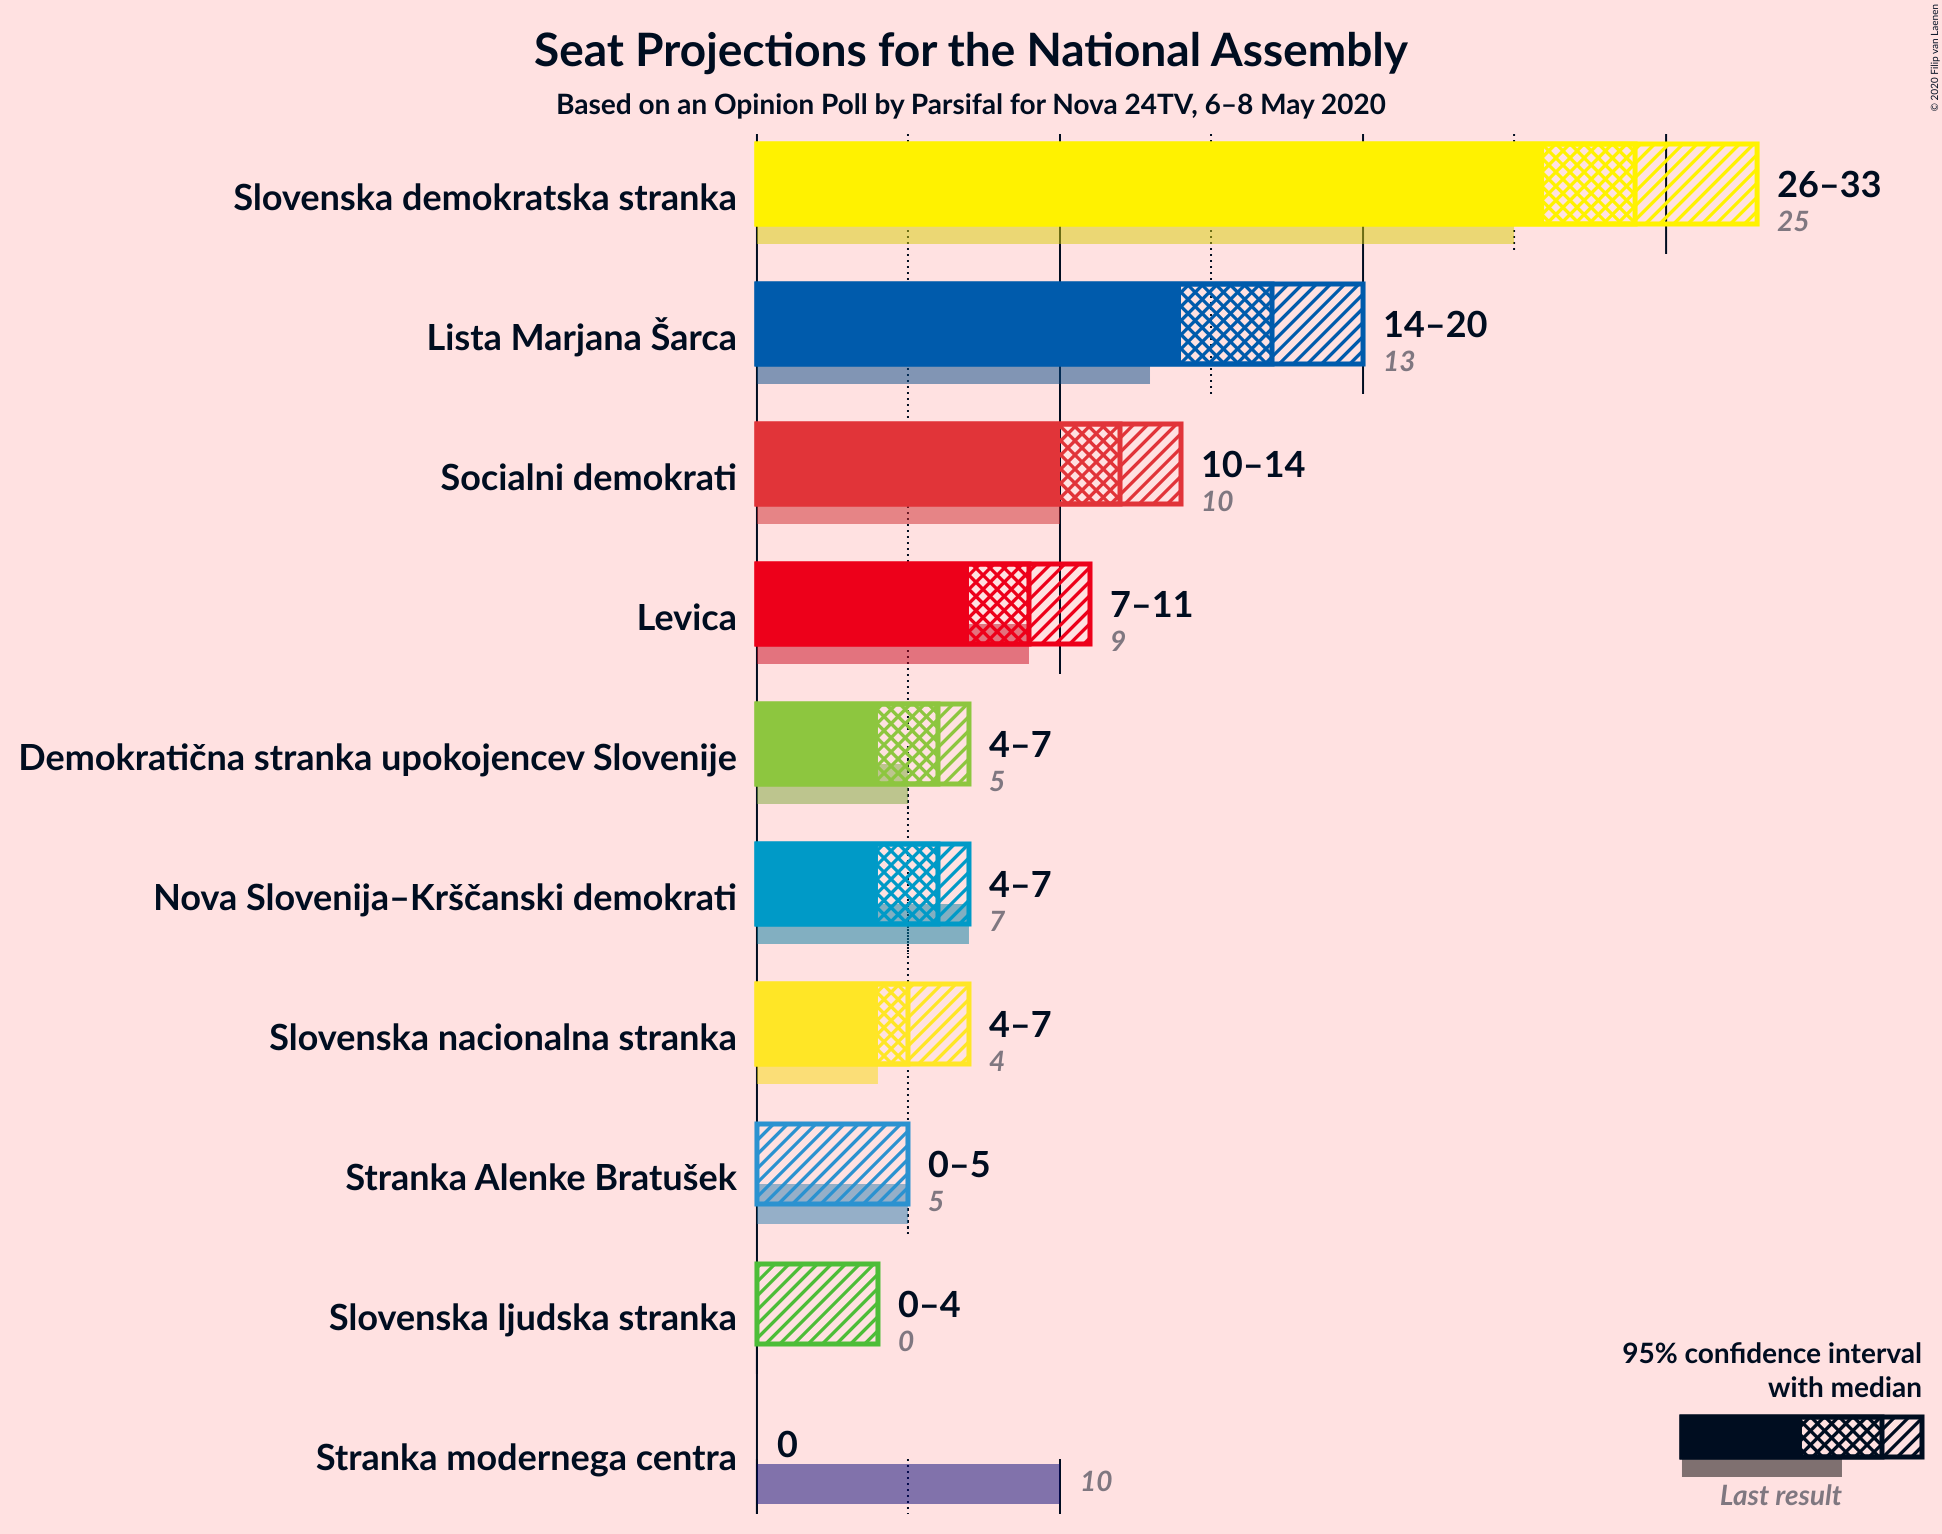 Seat Projections for the National Assembly
Based on an Opinion Poll by Parsifal for Nova 24TV, 6–8 May 2020
© 2020 Filip van Laenen
Slovenska demokratska stranka
26–33
25
Lista Marjana Šarca
14–20
13
Socialni demokrati
10–14
10
Levica
7–11
9
Demokratična stranka upokojencev Slovenije
4–7
5
Nova Slovenija–Krščanski demokrati
4–7
7
Slovenska nacionalna stranka
4–7
4
Stranka Alenke Bratušek
0–5
5
Slovenska ljudska stranka
0–4
0
Stranka modernega centra
0
10
95% confidence interval
with median
Last result